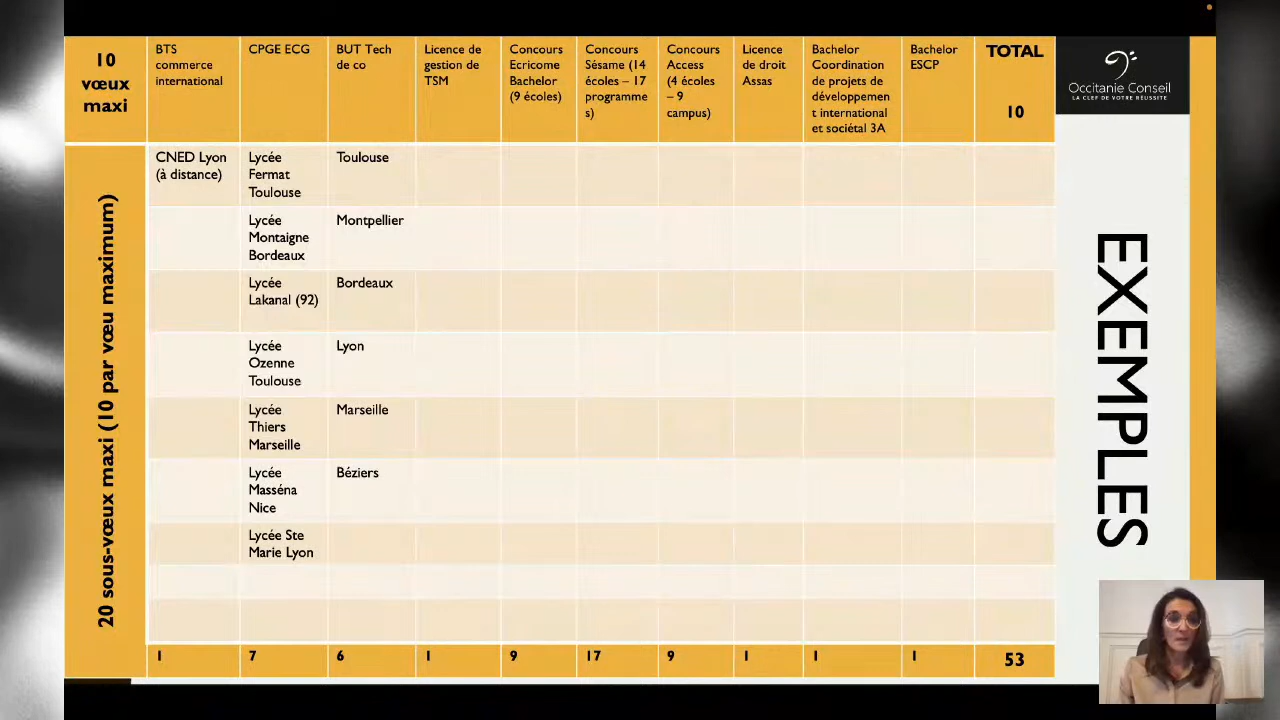 10
vœux
maxi
BTS
commerce
international
CPGE ECG
BUT Tech
de co
Licence de
gestion de
TSM
Concours
Ecricome
Bachelor
(9 écoles)
Concours
Sésame (14
écoles – 17
programme
s)
Concours
Access
(4 écoles
– 9
campus)
Licence
de droit
Assas
Bachelor
Coordination
de projets de
développemen
t international
et sociétal 3A
Bachelor
ESCP
TOTAL
10
Occitanie Conseil
LA CLEF DE VOTRE RÉUSSITE
20 sous-vœux maxi (10 par vœu maximum)
CNED Lyon
(à distance)
Lycée
Fermat
Toulouse
Toulouse
Lycée
Montaigne
Bordeaux
Montpellier
Lycée
Lakanal (92)
Bordeaux
Lycée
Ozenne
Toulouse
Lyon
Lycée
Thiers
Marseille
Marseille
Lycée
Masséna
Nice
Béziers
Lycée Ste
Marie Lyon
1
7
6
1
9
17
9
1
1
1
53
EXEMPLES